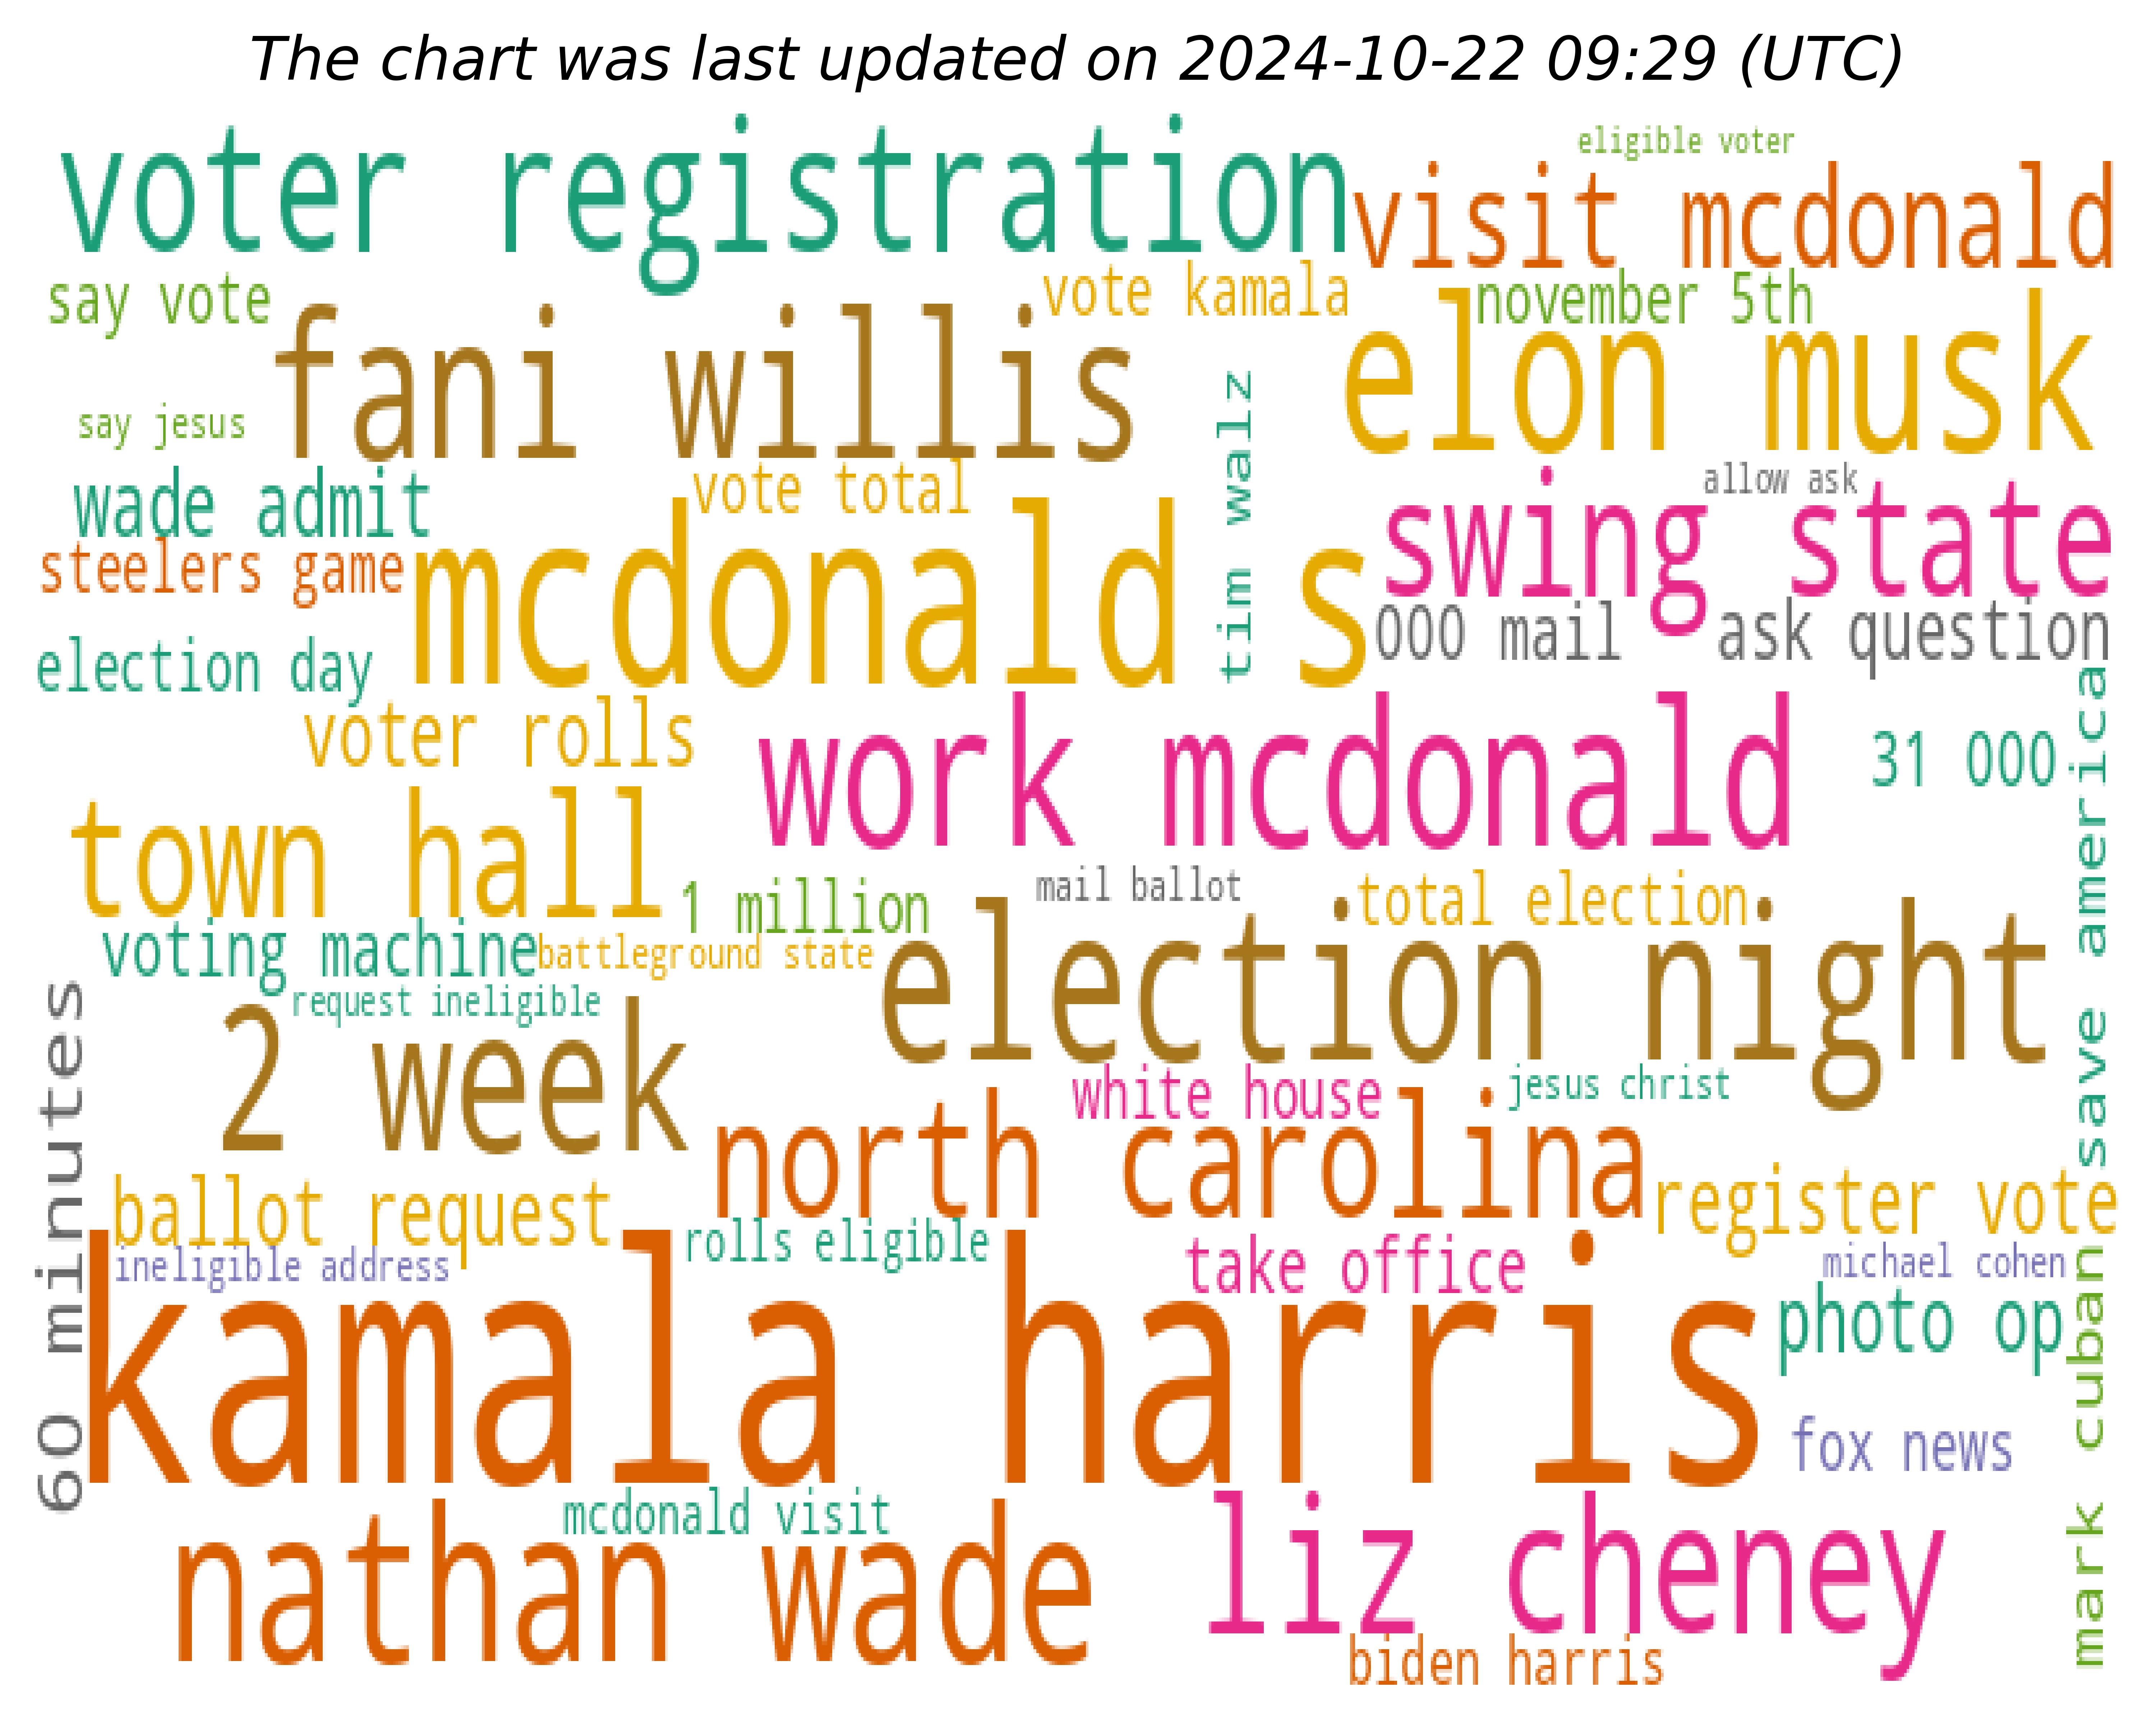 The chart was last updated on 2024-10-22 09:29 (UTC)
voter registration
eligible voter
visit mcdonald
say vote
vote kamala
november 5th
fani willis
elon musk
say jesus
tim walz
wade admit
vote total
allow ask
swing state
steelers game
mcdonald s
000 mail
ask question
election day
save america
voter rolls
work mcdonald
31 000
town hall
1 million
mail ballot
total election
voting machine
battleground state
election night
request ineligible
2 week
60 minutes
white house
jesus christ
north carolina
ballot request
register vote
rolls eligible
take office
ineligible address
michael cohen
kamala harris
photo op
mark cuban
fox news
mcdonald visit
nathan wade
liz cheney
biden harris